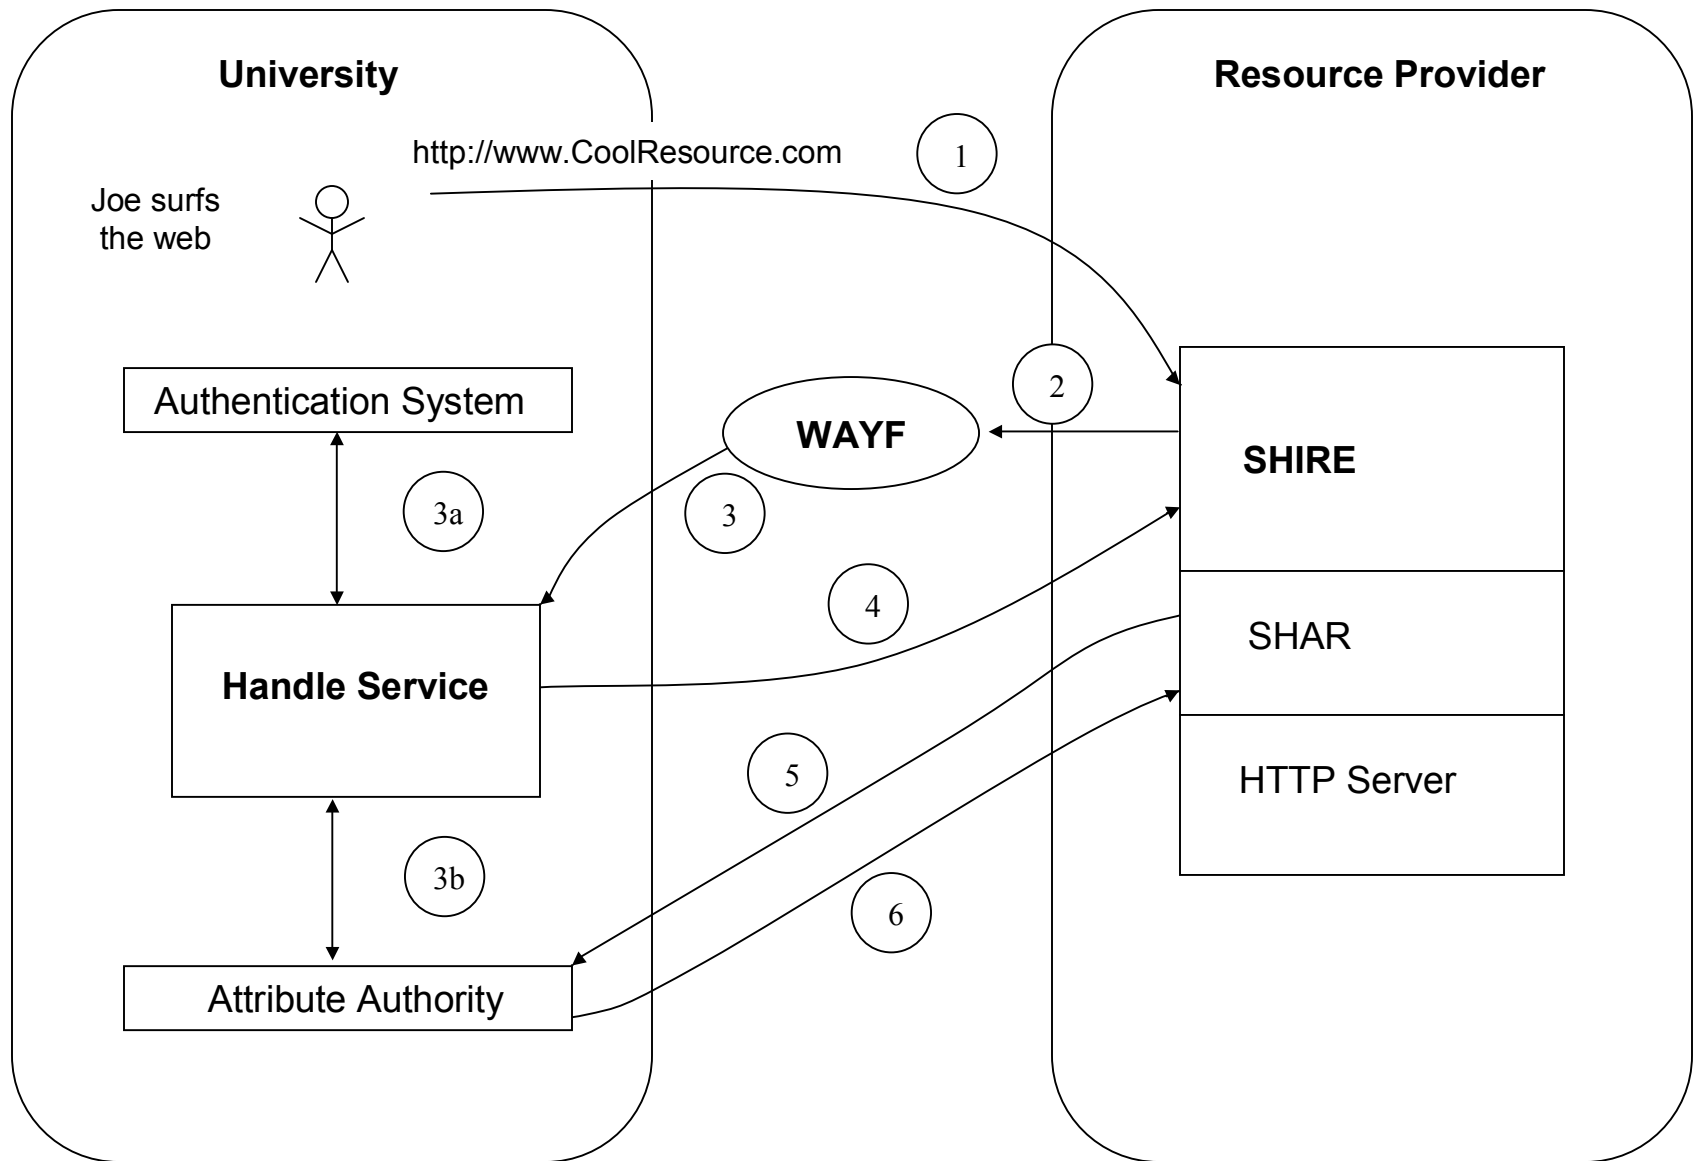 University
Resource Provider
http://www.CoolResource.com
1
Joe surfs
the web
2
Authentication System
WAYF
SHIRE
3a
3
4
SHAR
Handle Service
5
HTTP Server
3b
6
Attribute Authority